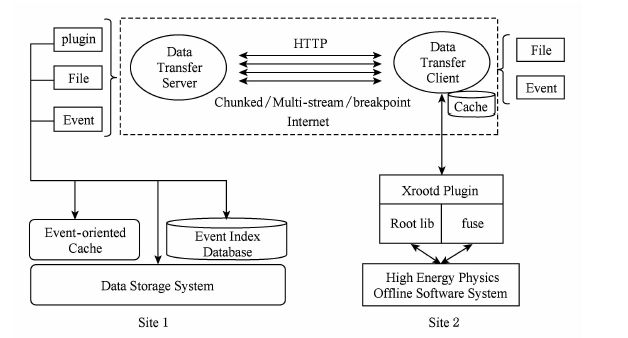 plugin
File
Event
Data
Transfer
Server
HTTP
Chunked/Multi-stream/breakpoint
Internet
Data
Transfer
Client
Cache
File
Event
Event-oriented
Cache
Event Index
Database
Data Storage System
Site 1
Xrootd Plugin
Root lib
fuse
High Energy Physics
Offline Software System
Site 2